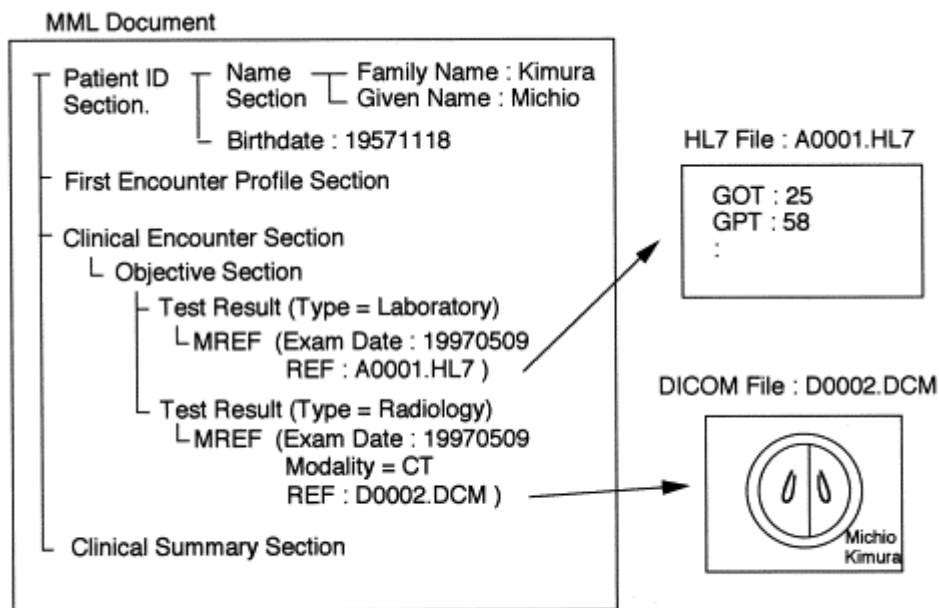 MML Document
Patient ID Section.
Name Section
Family Name : Kimura
Given Name : Michio
Birthdate : 19571118
First Encounter Profile Section
Clinical Encounter Section
Objective Section
Test Result (Type = Laboratory)
MREF (Exam Date : 19970509
REF : A0001.HL7 )
Test Result (Type = Radiology)
MREF (Exam Date : 19970509
Modality = CT
REF : D0002.DCM )
Clinical Summary Section
HL7 File : A0001.HL7
GOT : 25
GPT : 58
:
DICOM File : D0002.DCM
Michio
Kimura